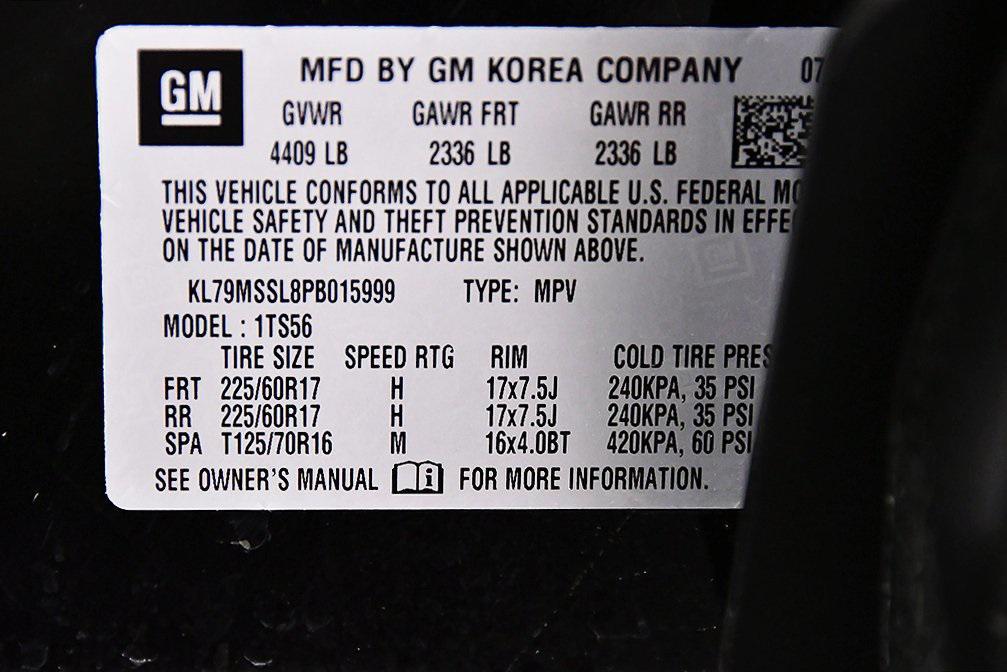 GM
MFD BY GM KOREA COMPANY 07
GVWR GAWR FRT GAWR RR
4409 LB 2336 LB 2336 LB
THIS VEHICLE CONFORMS TO ALL APPLICABLE U.S. FEDERAL MO
VEHICLE SAFETY AND THEFT PREVENTION STANDARDS IN EFFE
ON THE DATE OF MANUFACTURE SHOWN ABOVE.
KL79MSSL8PB015999 TYPE: MPV
MODEL : 1TS56
TIRE SIZE SPEED RTG RIM COLD TIRE PRES
FRT 225/60R17 H 17x7.5J 240KPA, 35 PSI
RR 225/60R17 H 17x7.5J 240KPA, 35 PSI
SPA T125/70R16 M 16x4.0BT 420KPA, 60 PSI
SEE OWNER'S MANUAL i FOR MORE INFORMATION.